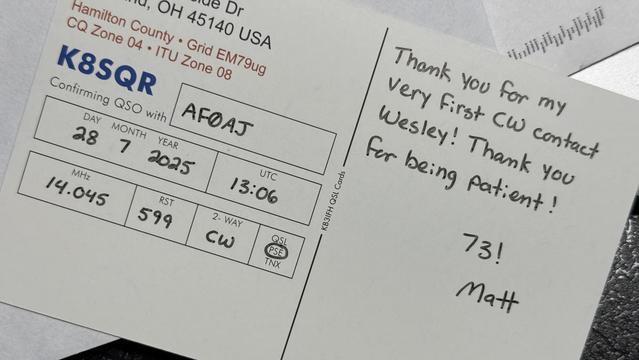 Dr
OH 45140 USA
Hamilton County • Grid EM79ug
CQ Zone 04 • ITU Zone 08
K8SQR
Confirming QSO with AFØAJ
DAY MONTH YEAR UTC
28 7 2025 13:06
MHz RST 2-WAY QSL
14.045 599 CW PSE
TNX
KB3IFH QSL Cards
Thank you for my
very first CW contact
Wesley! Thank you
for being patient!
73!
Matt